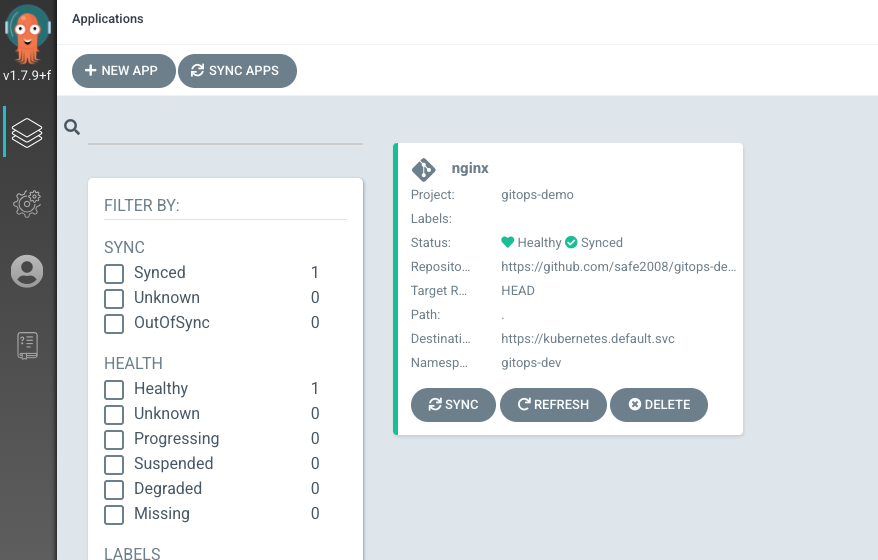 Applications
v1.7.9+f
NEW APP
SYNC APPS
FILTER BY:
SYNC
Synced 1
Unknown 0
OutOfSync 0
HEALTH
Healthy 1
Unknown 0
Progressing 0
Suspended 0
Degraded 0
Missing 0
LABELS
nginx
Project: gitops-demo
Labels:
Status: Healthy Synced
Reposito... https://github.com/safe2008/gitops-de...
Target R... HEAD
Path: .
Destinati... https://kubernetes.default.svc
Namesp... gitops-dev
SYNC REFRESH DELETE